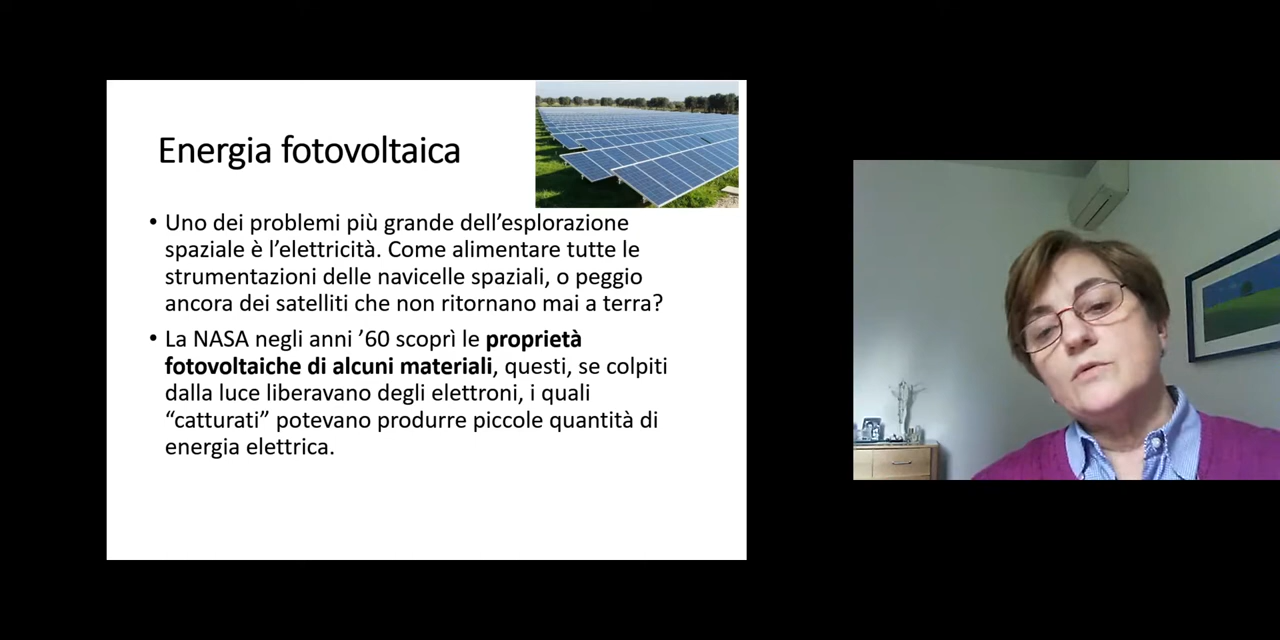 Energia fotovoltaica
• Uno dei problemi più grande dell’esplorazione
spaziale è l’elettricità. Come alimentare tutte le
strumentazioni delle navicelle spaziali, o peggio
ancora dei satelliti che non ritornano mai a terra?
• La NASA negli anni ’60 scoprì le proprietà
fotovoltaiche di alcuni materiali, questi, se colpiti
dalla luce liberavano degli elettroni, i quali
“catturati” potevano produrre piccole quantità di
energia elettrica.